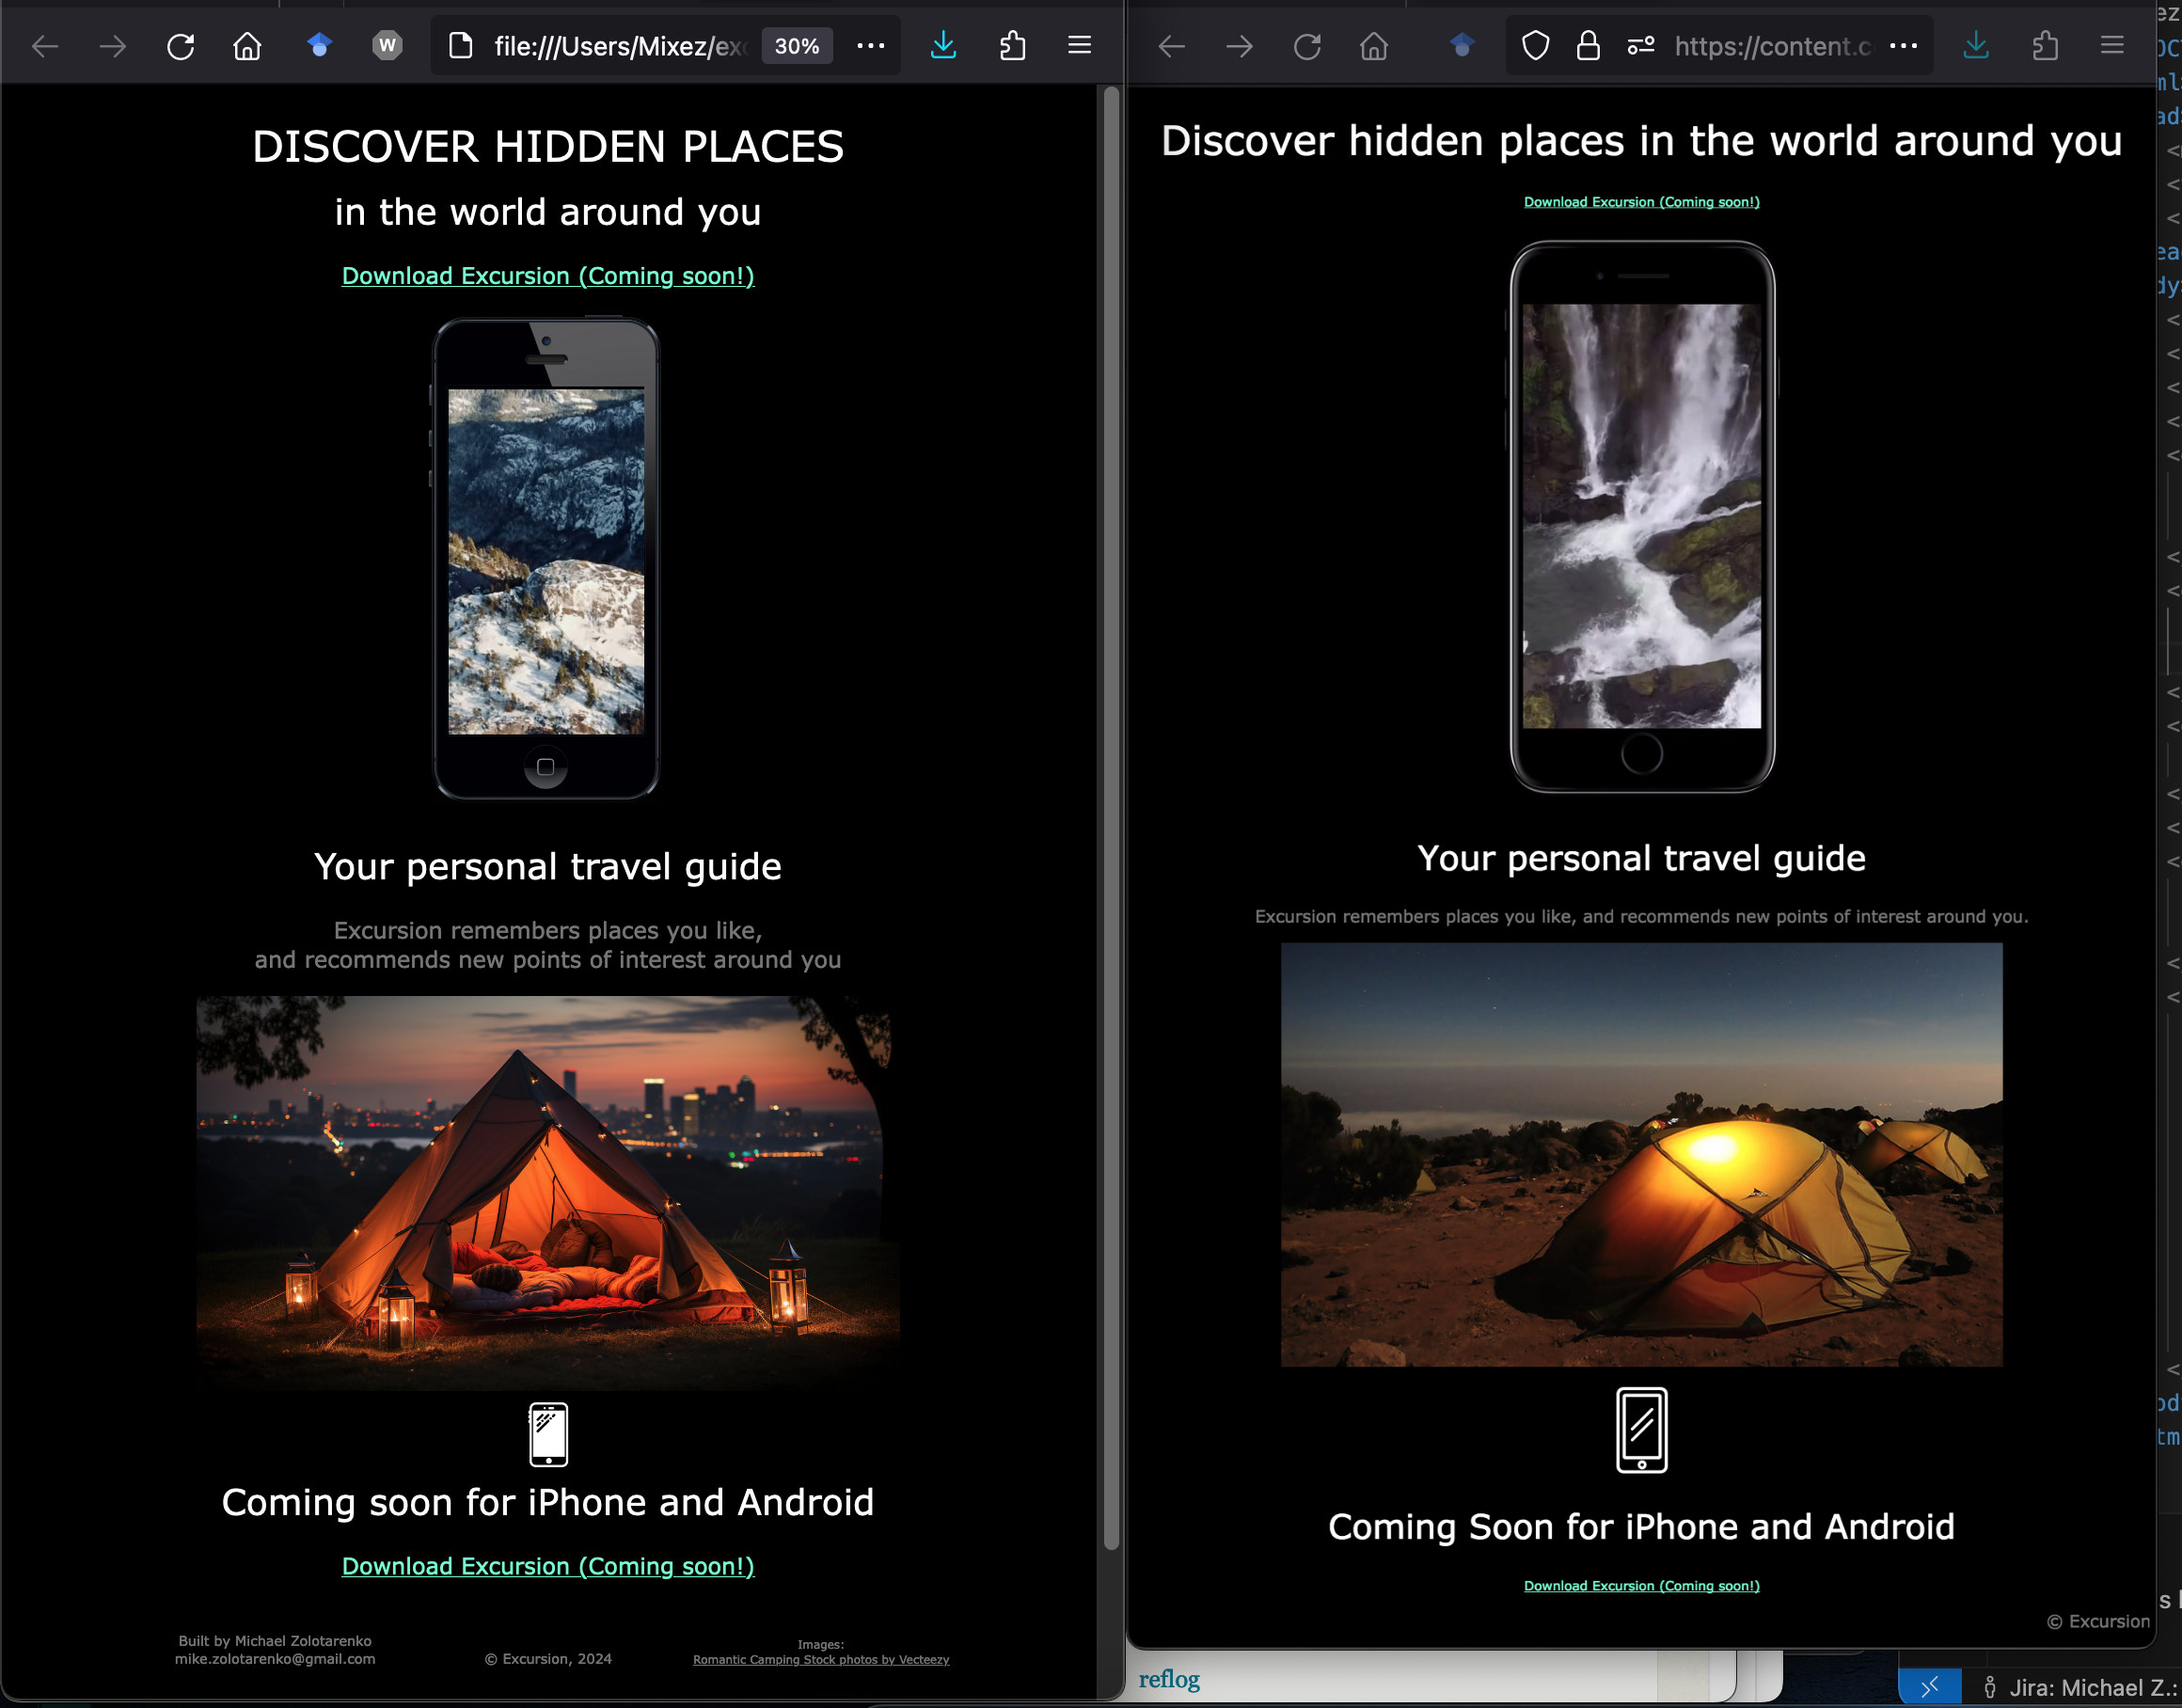 W
file:///Users/Mixez/exc
30%
DISCOVER HIDDEN PLACES
in the world around you
Download Excursion (Coming soon!)
Your personal travel guide
Excursion remembers places you like,
and recommends new points of interest around you
Coming soon for iPhone and Android
Download Excursion (Coming soon!)
Built by Michael Zolotarenko
mike.zolotarenko@gmail.com
© Excursion, 2024
Images:
Romantic Camping Stock photos by Vecteezy
https://content.c
Discover hidden places in the world around you
Download Excursion (Coming soon!)
Your personal travel guide
Excursion remembers places you like, and recommends new points of interest around you.
Coming Soon for iPhone and Android
Download Excursion (Coming soon!)
© Excursion
reflog
Jira: Michael Z.: